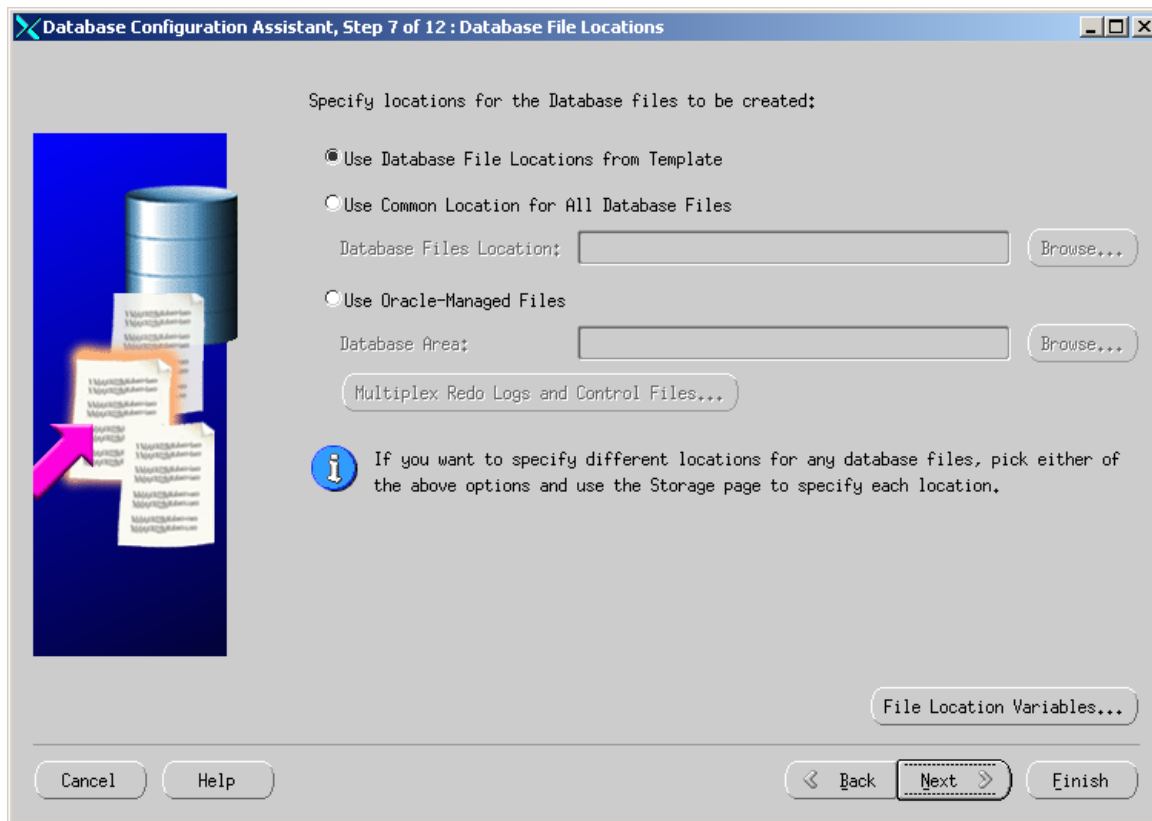 Database Configuration Assistant, Step 7 of 12 : Database File Locations
Specify locations for the Database files to be created:
Use Database File Locations from Template
Use Common Location for All Database Files
Database Files Location:
Browse...
Use Oracle-Managed Files
Database Area:
Browse...
Multiplex Redo Logs and Control Files...
If you want to specify different locations for any database files, pick either of
the above options and use the Storage page to specify each location.
File Location Variables...
Cancel
Help
Back
Next
Finish